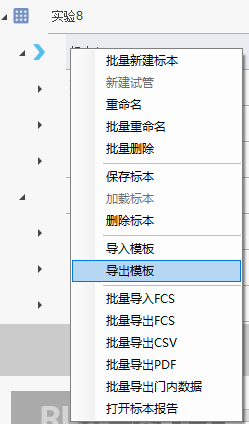 实验8
批量新建标本
新建试管
重命名
批量重命名
批量删除
保存标本
加载标本
删除标本
导入模板
导出模板
批量导入FCS
批量导出FCS
批量导出CSV
批量导出PDF
批量导出门内数据
打开标本报告